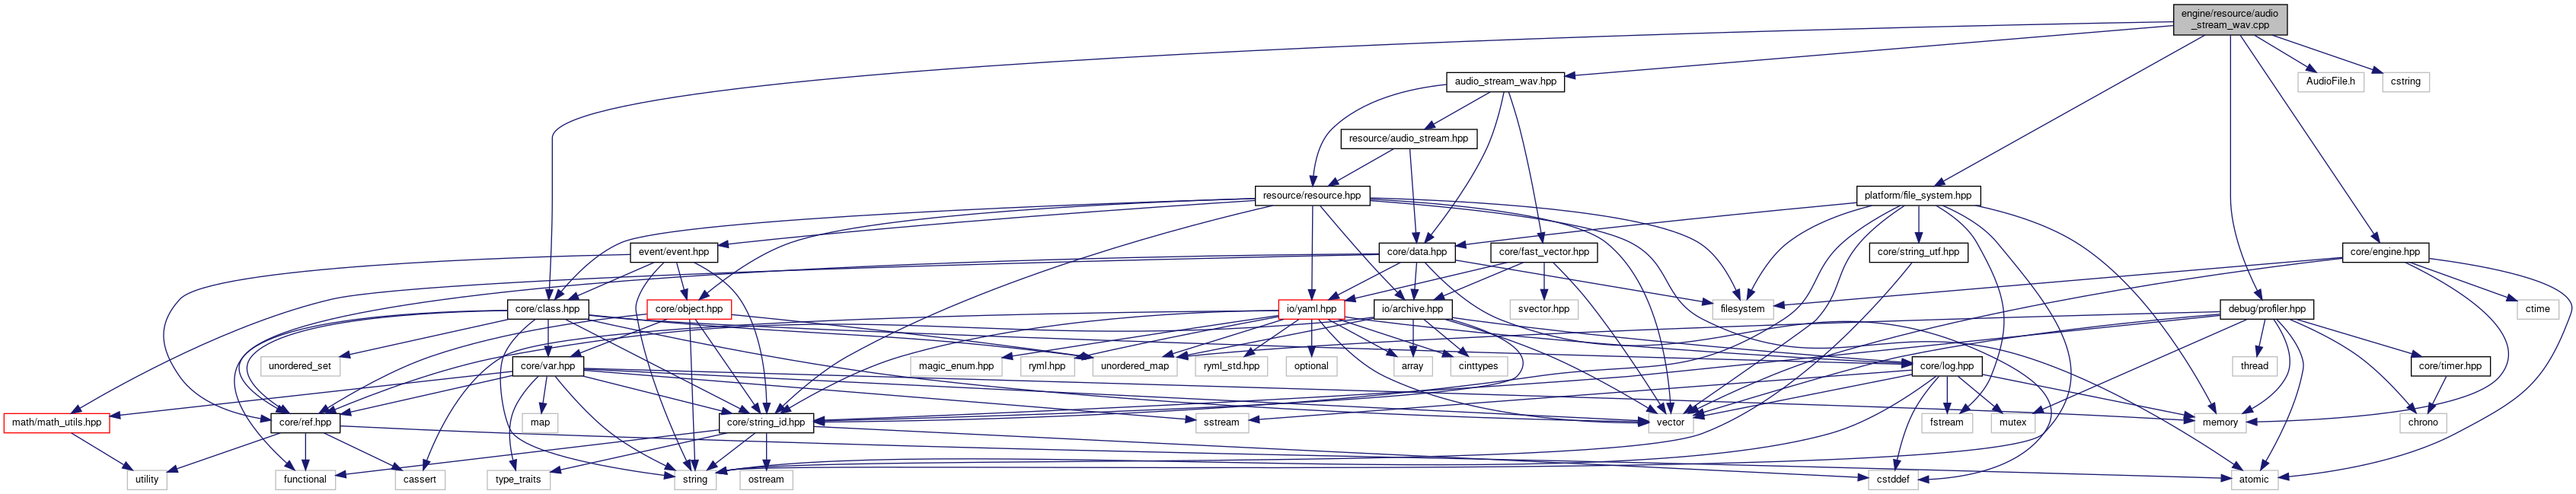 engine/resource/audio
_stream_wav.cpp
audio_stream_wav.hpp
AudioFile.h
cstring
resource/audio_stream.hpp
resource/resource.hpp
platform/file_system.hpp
event/event.hpp
core/data.hpp
core/fast_vector.hpp
core/string_utf.hpp
core/engine.hpp
core/class.hpp
core/object.hpp
io/yaml.hpp
io/archive.hpp
svector.hpp
filesystem
debug/profiler.hpp
ctime
unordered_set
core/var.hpp
magic_enum.hpp
ryml.hpp
unordered_map
ryml_std.hpp
optional
array
cinttypes
core/log.hpp
thread
core/timer.hpp
math/math_utils.hpp
core/ref.hpp
map
core/string_id.hpp
sstream
vector
fstream
mutex
memory
chrono
utility
functional
cassert
type_traits
string
ostream
cstddef
atomic